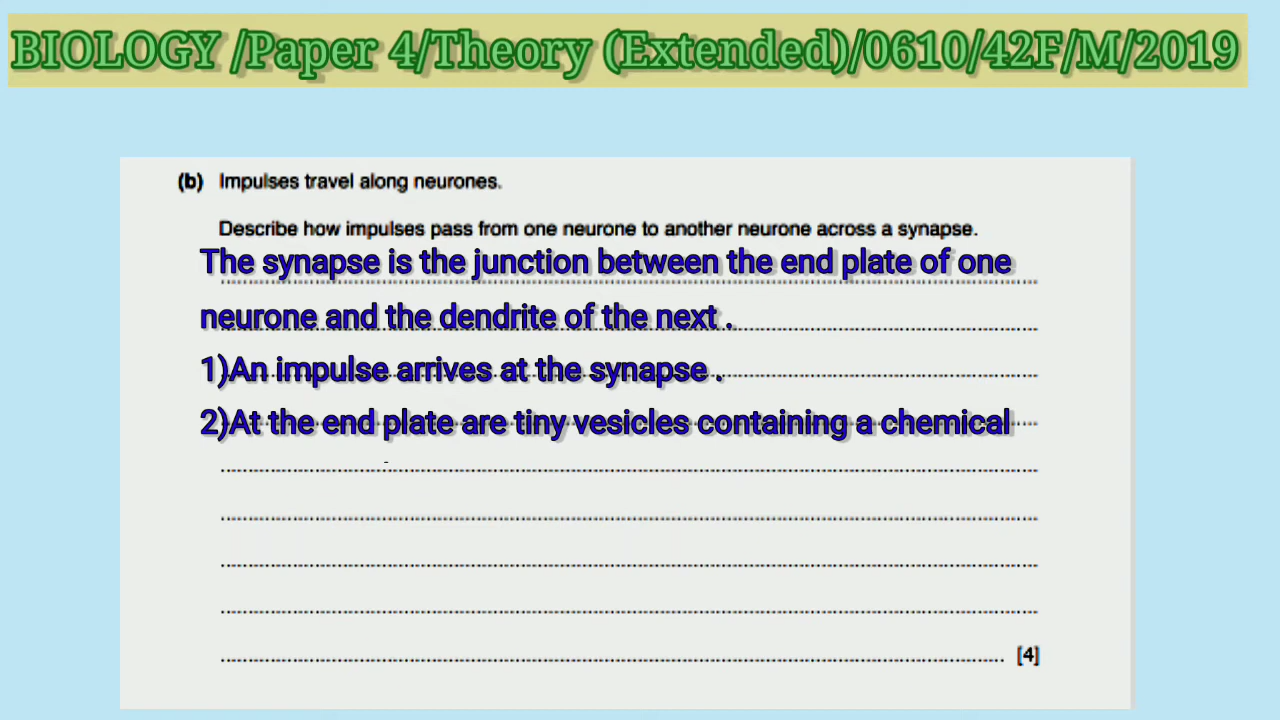 BIOLOGY /Paper 4/Theory (Extended)/0610/42F/M/2019
(b) Impulses travel along neurones.
Describe how impulses pass from one neurone to another neurone across a synapse.
The synapse is the junction between the end plate of one
neurone and the dendrite of the next .
1)An impulse arrives at the synapse .
2)At the end plate are tiny vesicles containing a chemical
[4]